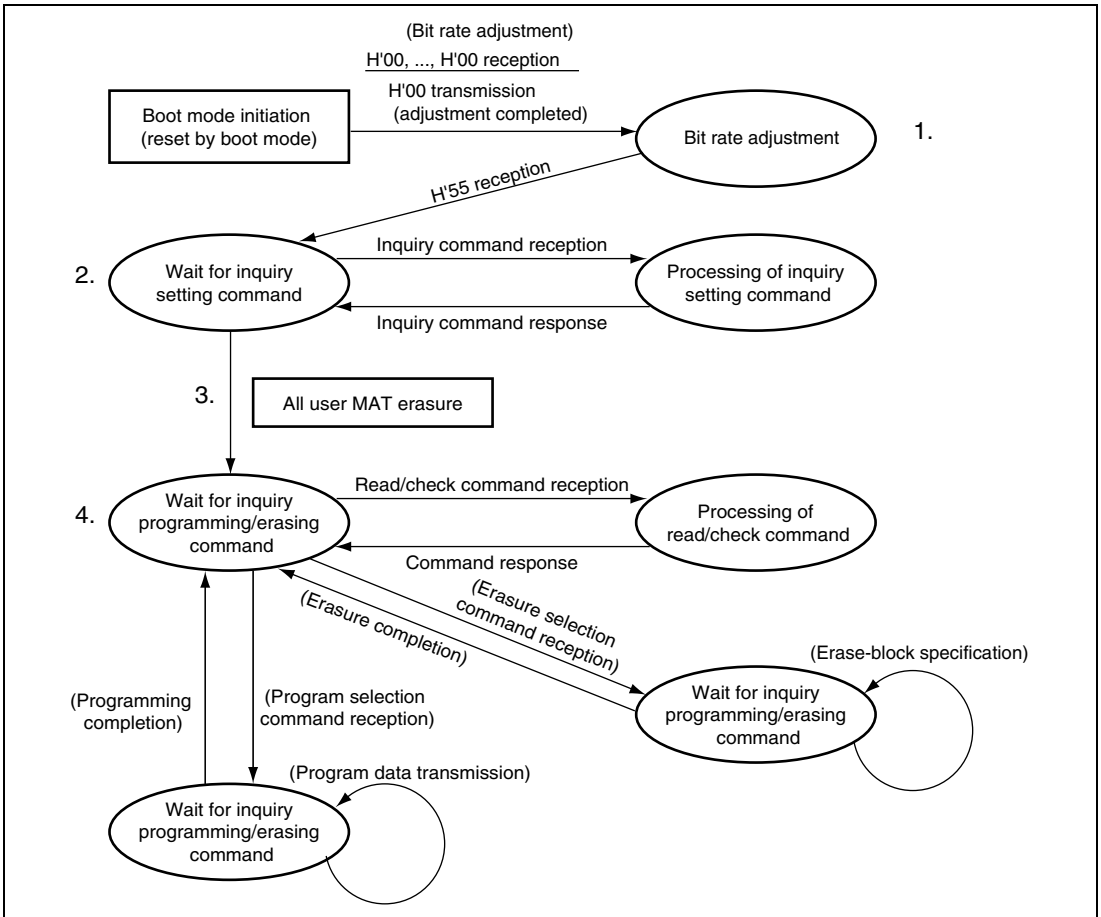 (Bit rate adjustment)
H'00, ..., H'00 reception
H'00 transmission
(adjustment completed)
Boot mode initiation
(reset by boot mode)
Bit rate adjustment
1.
H'55 reception
2.
Wait for inquiry
setting command
Inquiry command reception
Inquiry command response
Processing of inquiry
setting command
3.
All user MAT erasure
4.
Wait for inquiry
programming/erasing
command
Read/check command reception
Command response
Processing of
read/check command
(Erasure selection
command reception)
(Erasure completion)
(Erase-block specification)
Wait for inquiry
programming/erasing
command
(Programming
completion)
(Program selection
command reception)
(Program data transmission)
Wait for inquiry
programming/erasing
command